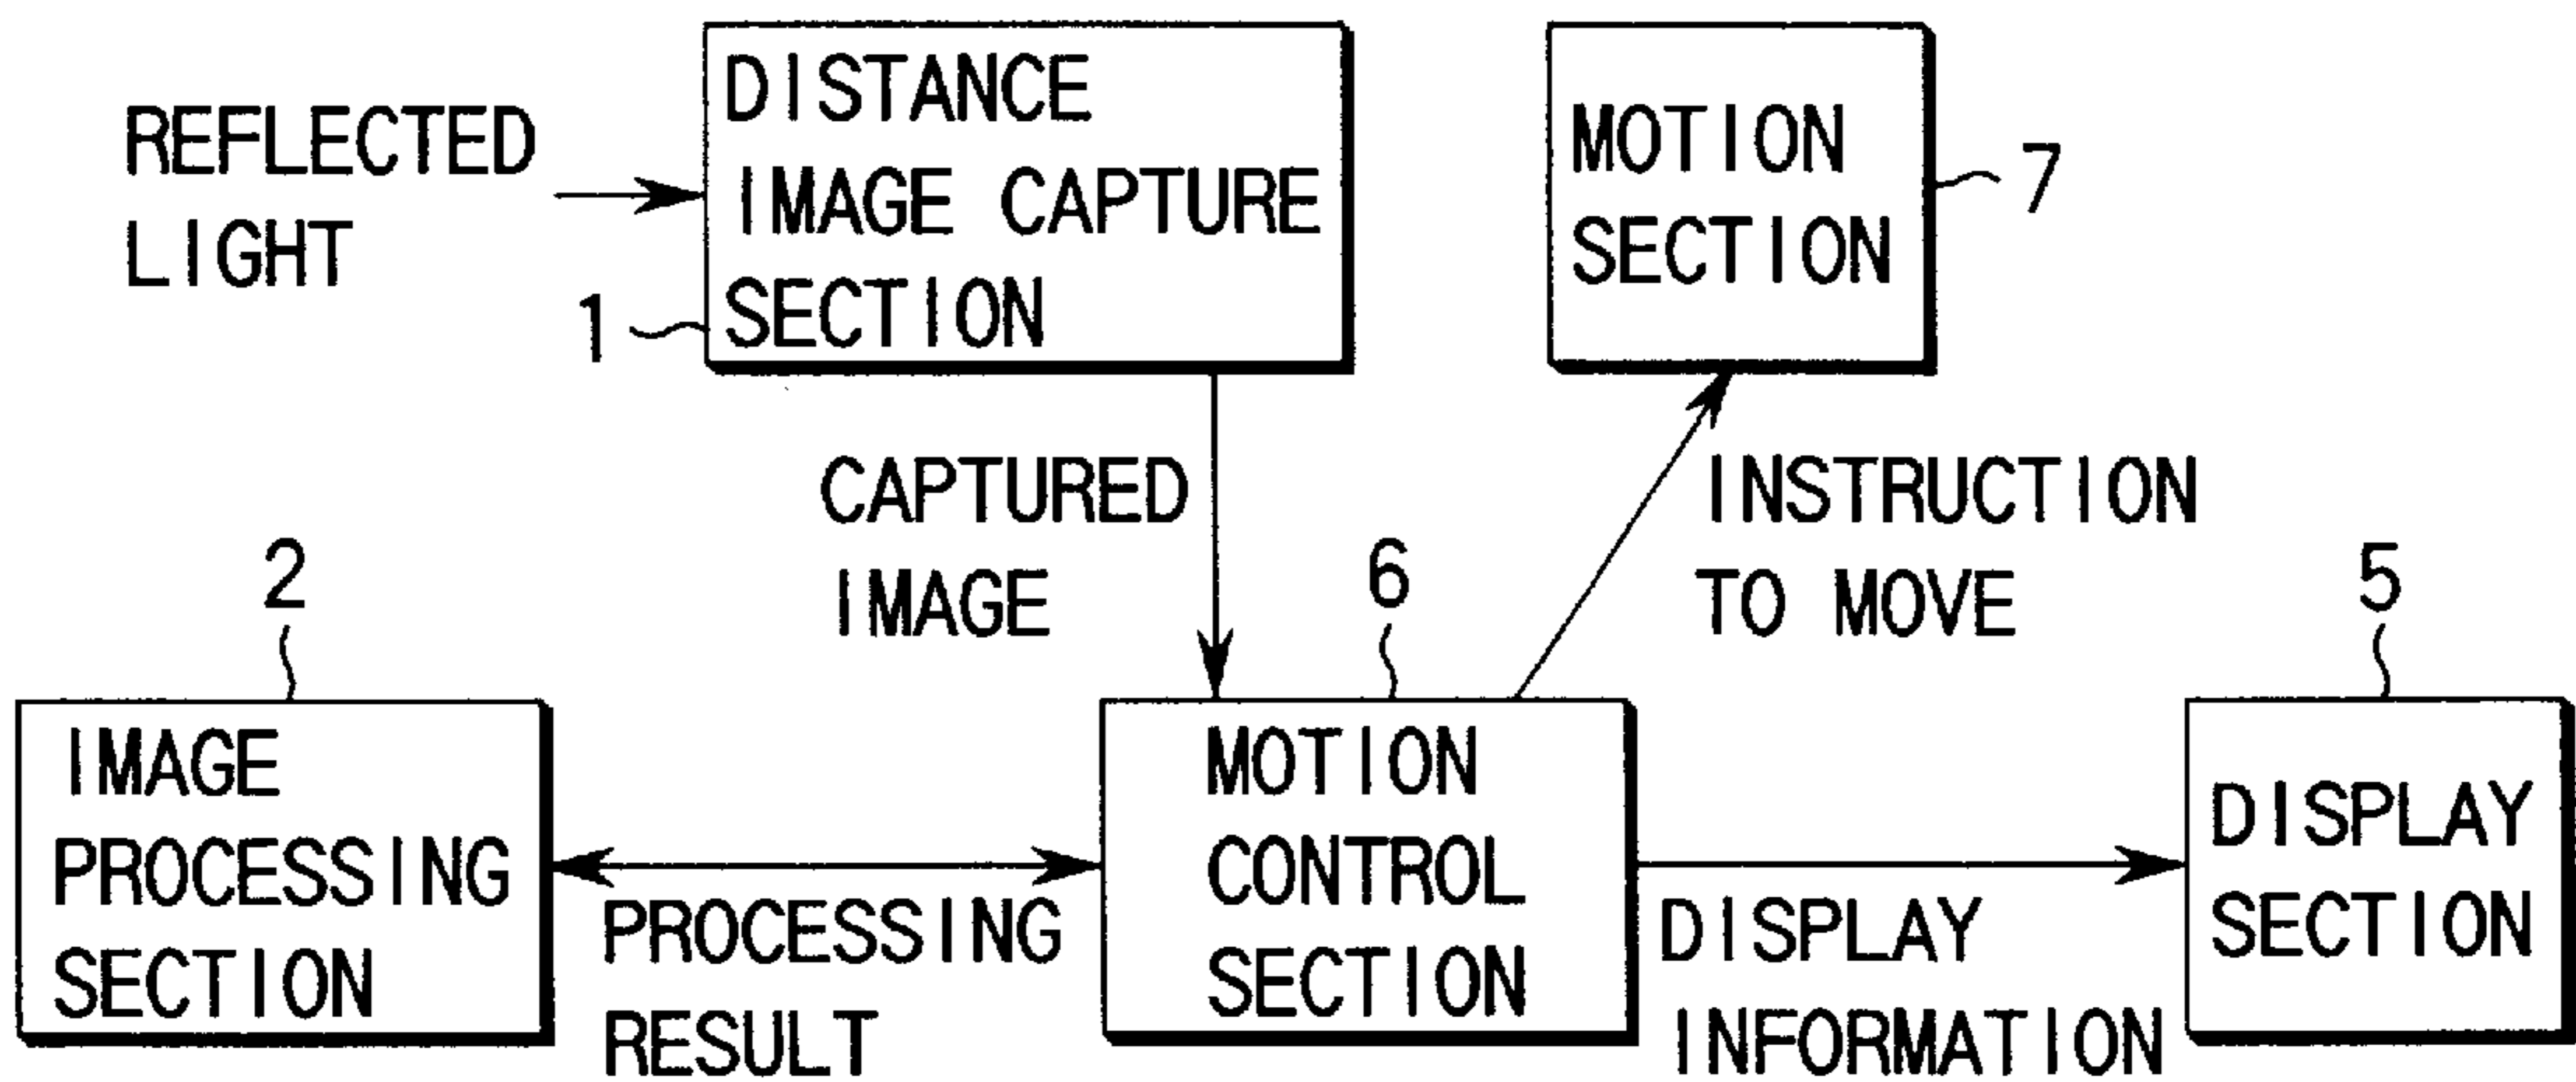 REFLECTED
LIGHT
DISTANCE
IMAGE CAPTURE
SECTION
1
MOTION
SECTION
7
CAPTURED
IMAGE
INSTRUCTION
TO MOVE
2
IMAGE
PROCESSING
SECTION
PROCESSING
RESULT
6
MOTION
CONTROL
SECTION
DISPLAY
INFORMATION
5
DISPLAY
SECTION